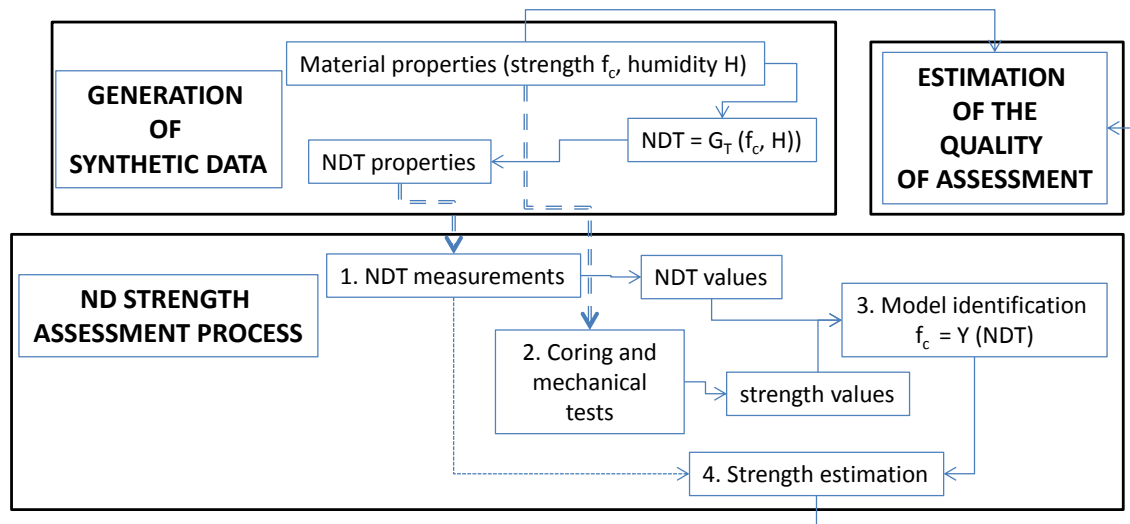 Material properties (strength fc, humidity H)
GENERATION
OF
SYNTHETIC DATA
NDT = GT (fc, H))
NDT properties
ESTIMATION
OF THE
QUALITY
OF ASSESSMENT
ND STRENGTH
ASSESSMENT PROCESS
1. NDT measurements
NDT values
3. Model identification
fc = Y (NDT)
2. Coring and
mechanical
tests
strength values
4. Strength estimation